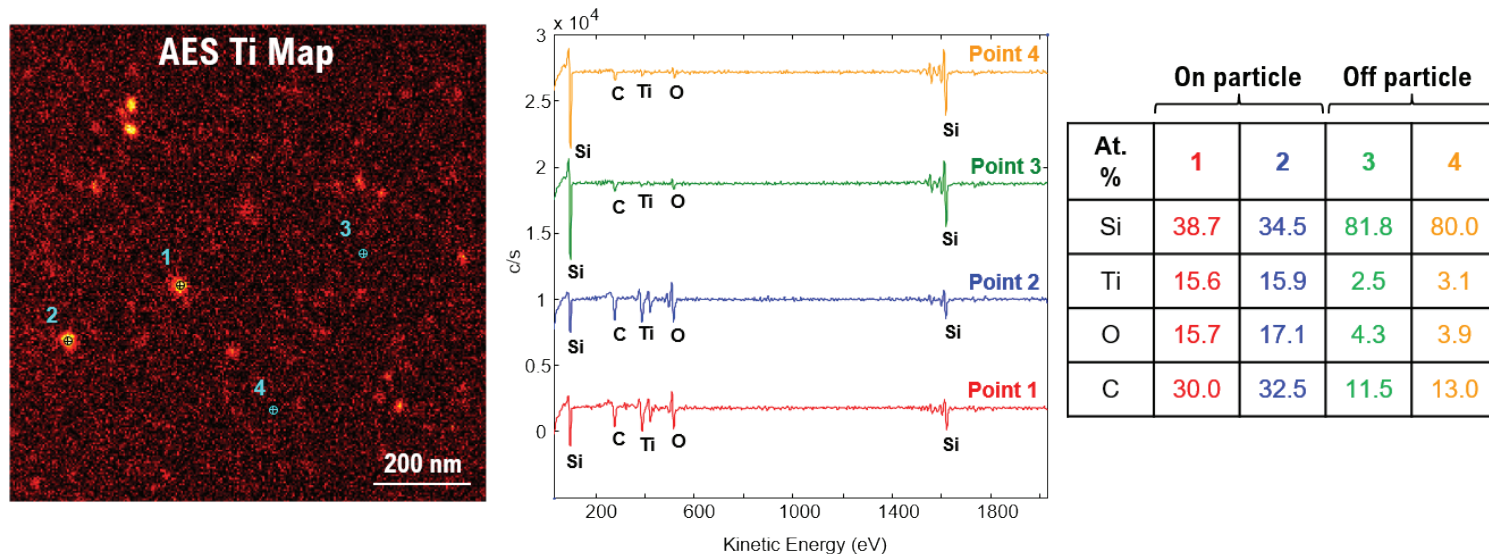 AES Ti Map
1
2
3
4
200 nm
x 10⁴
3
2.5
2
1.5
1
0.5
0
c/s
Point 4
C Ti O
Si Si
Point 3
C Ti O
Si Si
Point 2
C Ti O
Si Si
Point 1
C Ti O
Si Si
200 600 1000 1400 1800
Kinetic Energy (eV)
On particle Off particle
At. % 1 2 3 4
Si 38.7 34.5 81.8 80.0
Ti 15.6 15.9 2.5 3.1
O 15.7 17.1 4.3 3.9
C 30.0 32.5 11.5 13.0